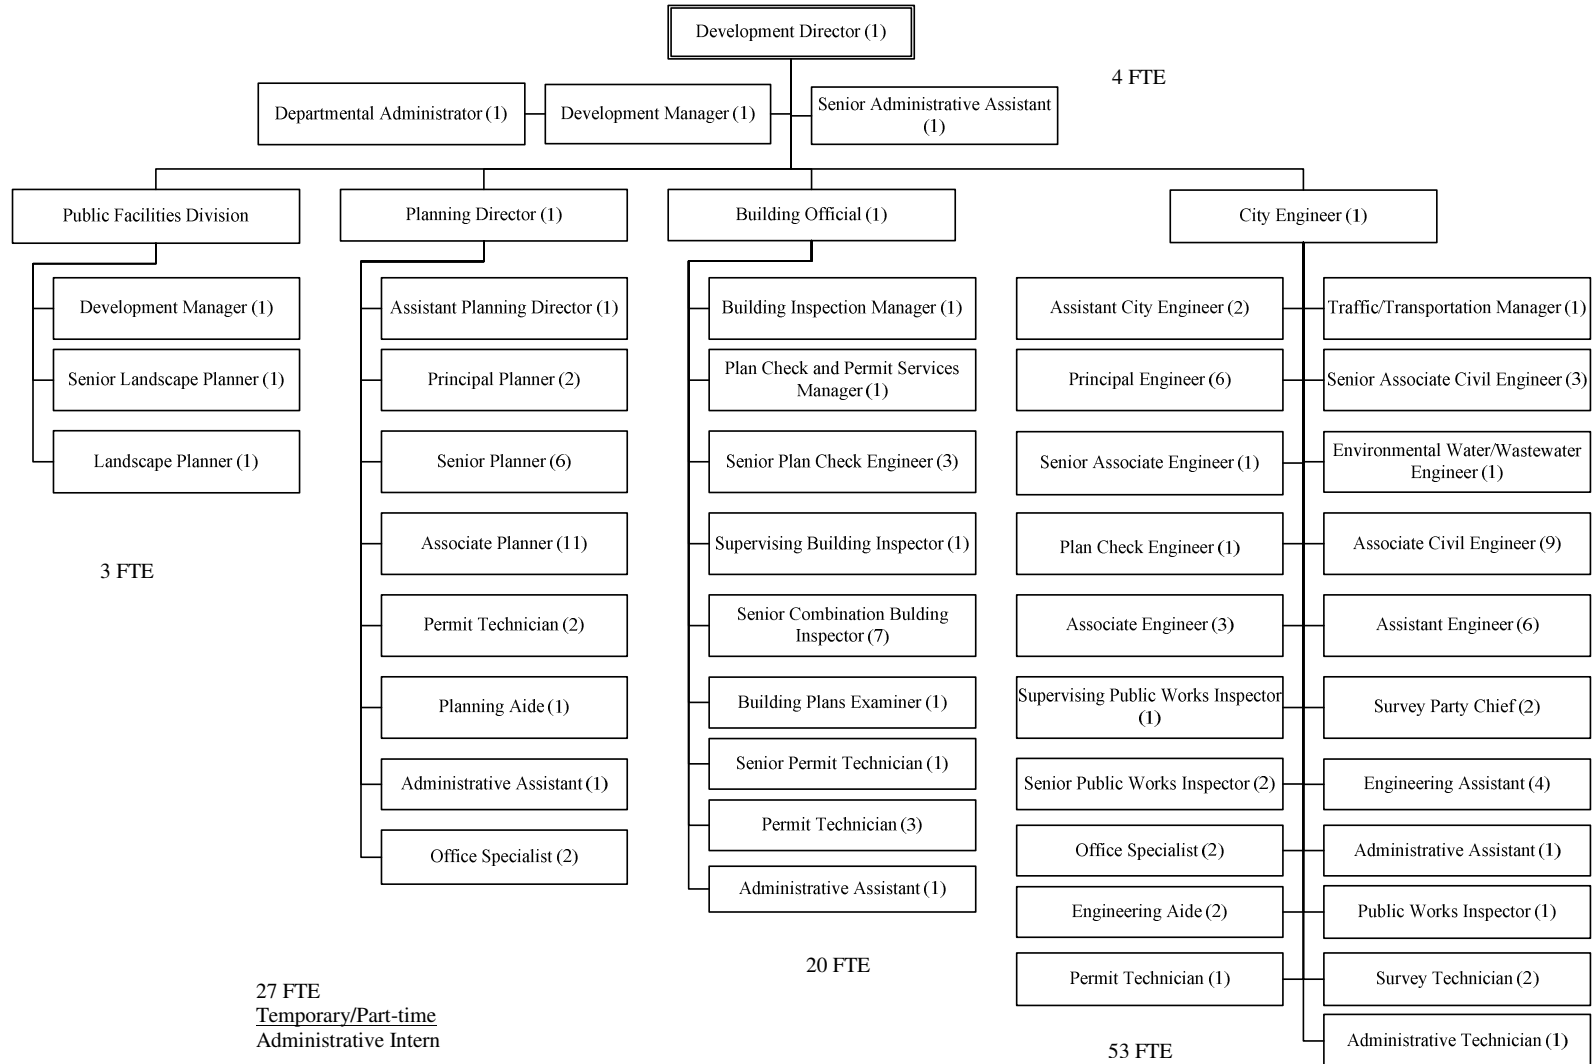 Development Director (1)
4 FTE
Departmental Administrator (1)
Development Manager (1)
Senior Administrative Assistant
(1)
Public Facilities Division
Development Manager (1)
Senior Landscape Planner (1)
Landscape Planner (1)
3 FTE
Planning Director (1)
Assistant Planning Director (1)
Principal Planner (2)
Senior Planner (6)
Associate Planner (11)
Permit Technician (2)
Planning Aide (1)
Administrative Assistant (1)
Office Specialist (2)
27 FTE
Temporary/Part-time
Administrative Intern
Building Official (1)
Building Inspection Manager (1)
Plan Check and Permit Services
Manager (1)
Senior Plan Check Engineer (3)
Supervising Building Inspector (1)
Senior Combination Bulding
Inspector (7)
Building Plans Examiner (1)
Senior Permit Technician (1)
Permit Technician (3)
Administrative Assistant (1)
20 FTE
City Engineer (1)
Assistant City Engineer (2)
Traffic/Transportation Manager (1)
Principal Engineer (6)
Senior Associate Civil Engineer (3)
Senior Associate Engineer (1)
Environmental Water/Wastewater
Engineer (1)
Plan Check Engineer (1)
Associate Civil Engineer (9)
Associate Engineer (3)
Assistant Engineer (6)
Supervising Public Works Inspector
(1)
Survey Party Chief (2)
Senior Public Works Inspector (2)
Engineering Assistant (4)
Office Specialist (2)
Administrative Assistant (1)
Engineering Aide (2)
Public Works Inspector (1)
Permit Technician (1)
Survey Technician (2)
Administrative Technician (1)
53 FTE